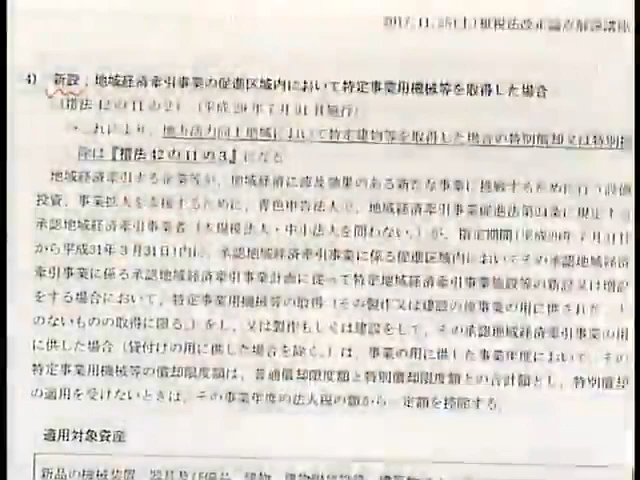 2017.11.25(土)租税法改正論点解説講座
4) 新設:地域経済牽引事業の促進区域内において特定事業用機械等を取得した場合
(措法42の11の2)(平成29年7月31日施行)
これにより、地方活力向上地域において特定建物等を取得した場合の特別償却又は特別控
除は『措法42の11の3』になる
地域経済牽引する企業等が、地域経済に波及効果のある新たな事業に挑戦するために行う設備
投資、事業拡大を支援するために、青色申告法人で、地域経済牽引事業促進法第24条に規定する
承認地域経済牽引事業者(大規模法人・中小法人を問わない。)が、指定期間(平成29年7月31日
から平成31年3月31日)内に、承認地域経済牽引事業に係る促進区域内においてその承認地域経済
牽引事業に係る承認地域経済牽引事業計画に従って特定地域経済牽引事業施設等の新設又は増設
をする場合において、特定事業用機械等の取得(その製作又は建設の後事業の用に供された
のないものの取得に限る。)をし、又は製作もしくは建設をして、その承認地域経済牽引事業の用
に供した場合(貸付けの用に供した場合を除く。)は、事業の用に供した事業年度において、その
特定事業用機械等の償却限度額は、普通償却限度額と特別償却限度額との合計額とし、特別償却
の適用を受けないときは、その事業年度の法人税の額から一定額を控除する。
適用対象資産
新品の機械装置、器具及び備品、建物、建物附属設備、構築物